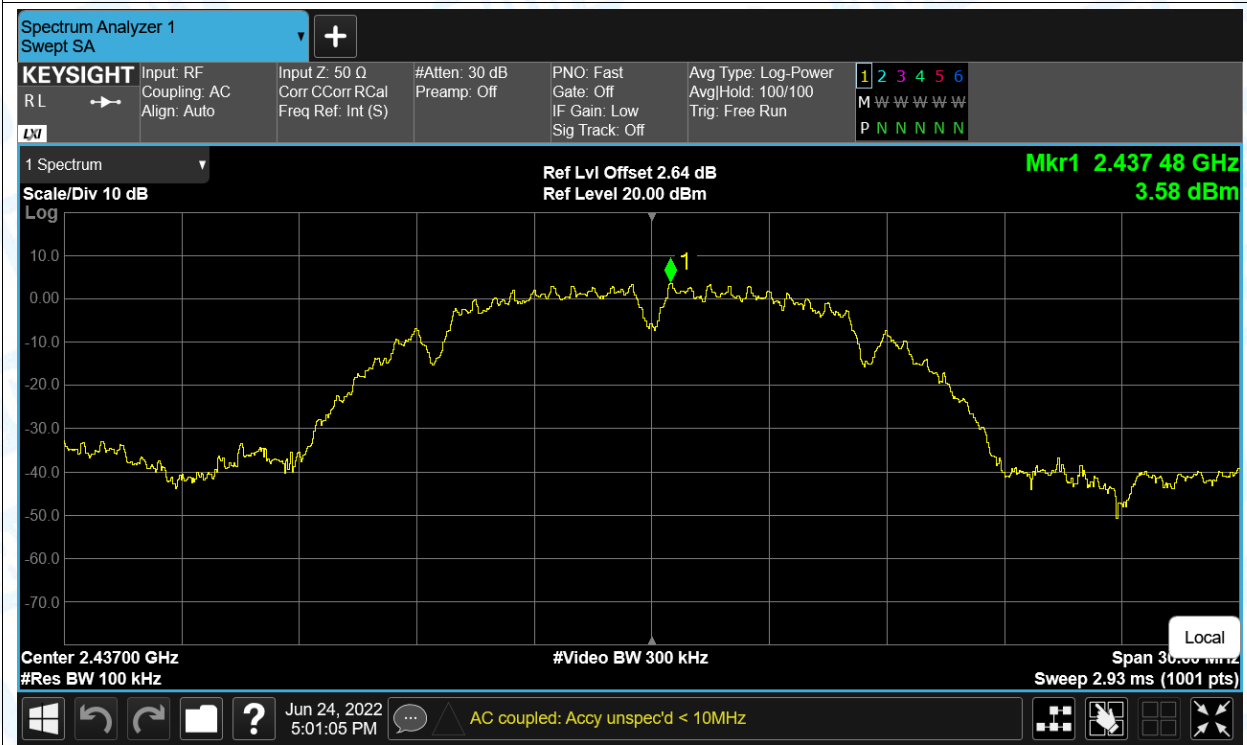 Spectrum Analyzer 1
Swept SA
KEYSIGHT
R L
LXI
Input: RF
Coupling: AC
Align: Auto
Input Z: 50 Ω
Corr CCorr RCal
Freq Ref: Int (S)
#Atten: 30 dB
Preamp: Off
PNO: Fast
Gate: Off
IF Gain: Low
Sig Track: Off
Avg Type: Log-Power
Avg|Hold: 100/100
Trig: Free Run
1 2 3 4 5 6
M W W W W W
P N N N N N
1 Spectrum
Scale/Div 10 dB
Log
Ref Lvl Offset 2.64 dB
Ref Level 20.00 dBm
Mkr1 2.437 48 GHz
3.58 dBm
1
10.0
0.00
-10.0
-20.0
-30.0
-40.0
-50.0
-60.0
-70.0
Local
Center 2.43700 GHz
#Video BW 300 kHz
Span 30.00 MHz
#Res BW 100 kHz
Sweep 2.93 ms (1001 pts)
?
Jun 24, 2022
5:01:05 PM
AC coupled: Accy unspec'd < 10MHz